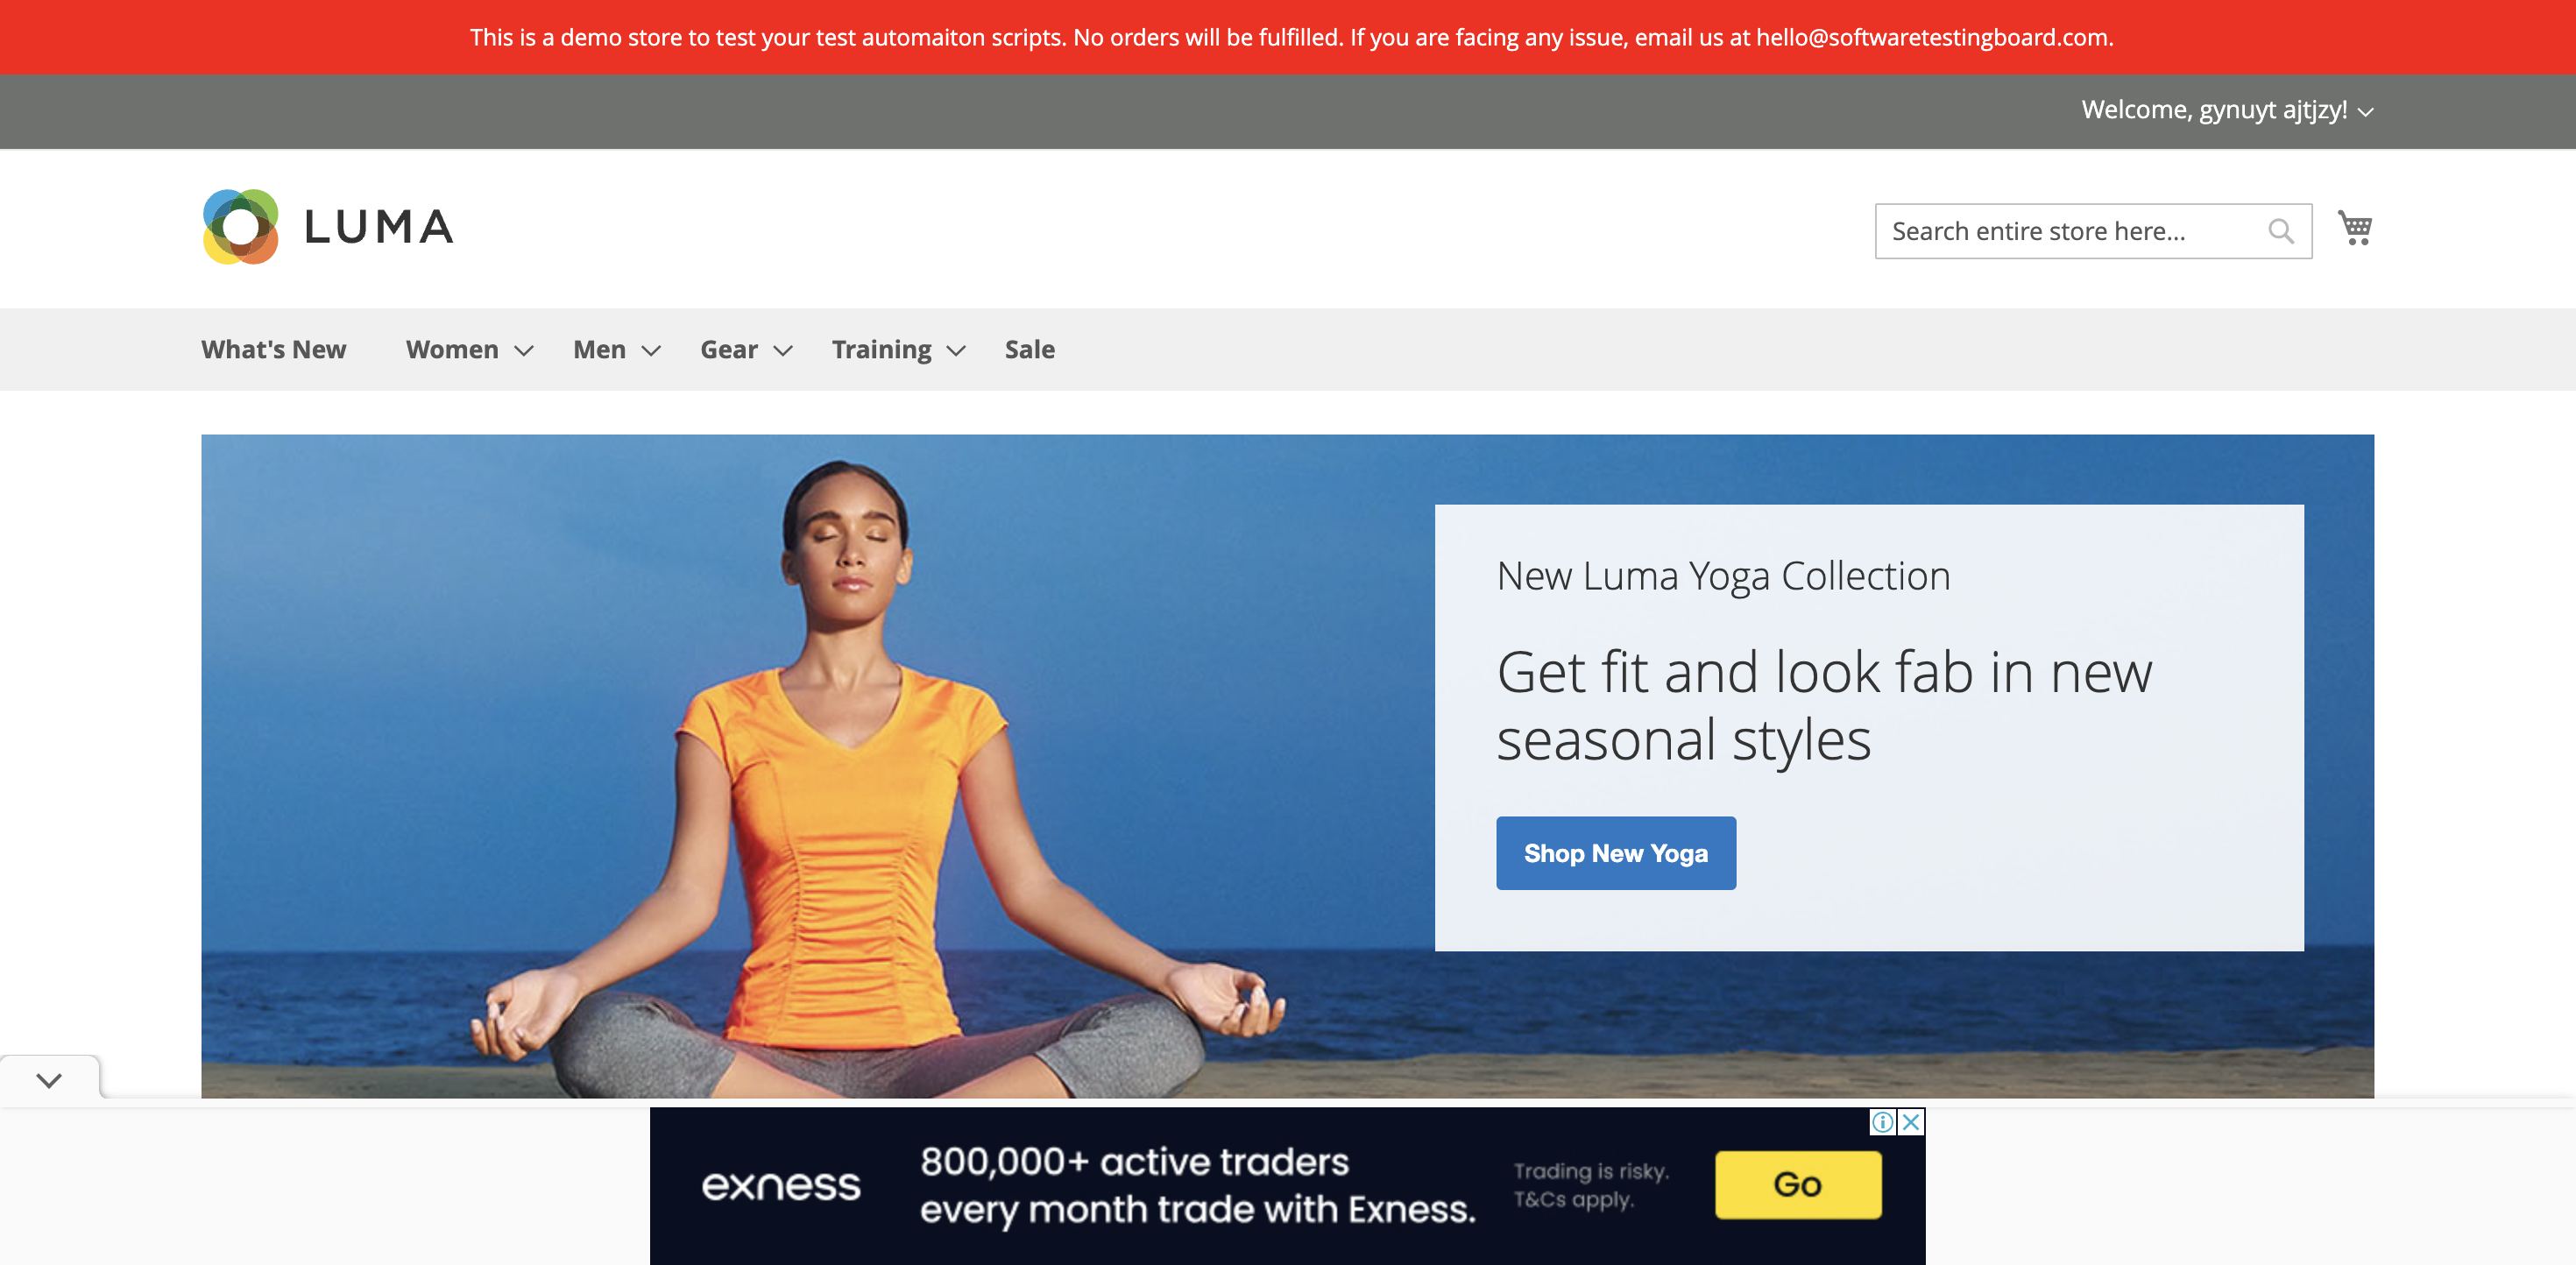 This is a demo store to test your test automaiton scripts. No orders will be fulfilled. If you are facing any issue, email us at hello@softwaretestingboard.com.
Welcome, gynuyt ajtjzy!
LUMA
Search entire store here...
What's New
Women
Men
Gear
Training
Sale
New Luma Yoga Collection
Get fit and look fab in new
seasonal styles
Shop New Yoga
exness
800,000+ active traders
every month trade with Exness.
Trading is risky.
T&Cs apply.
Go